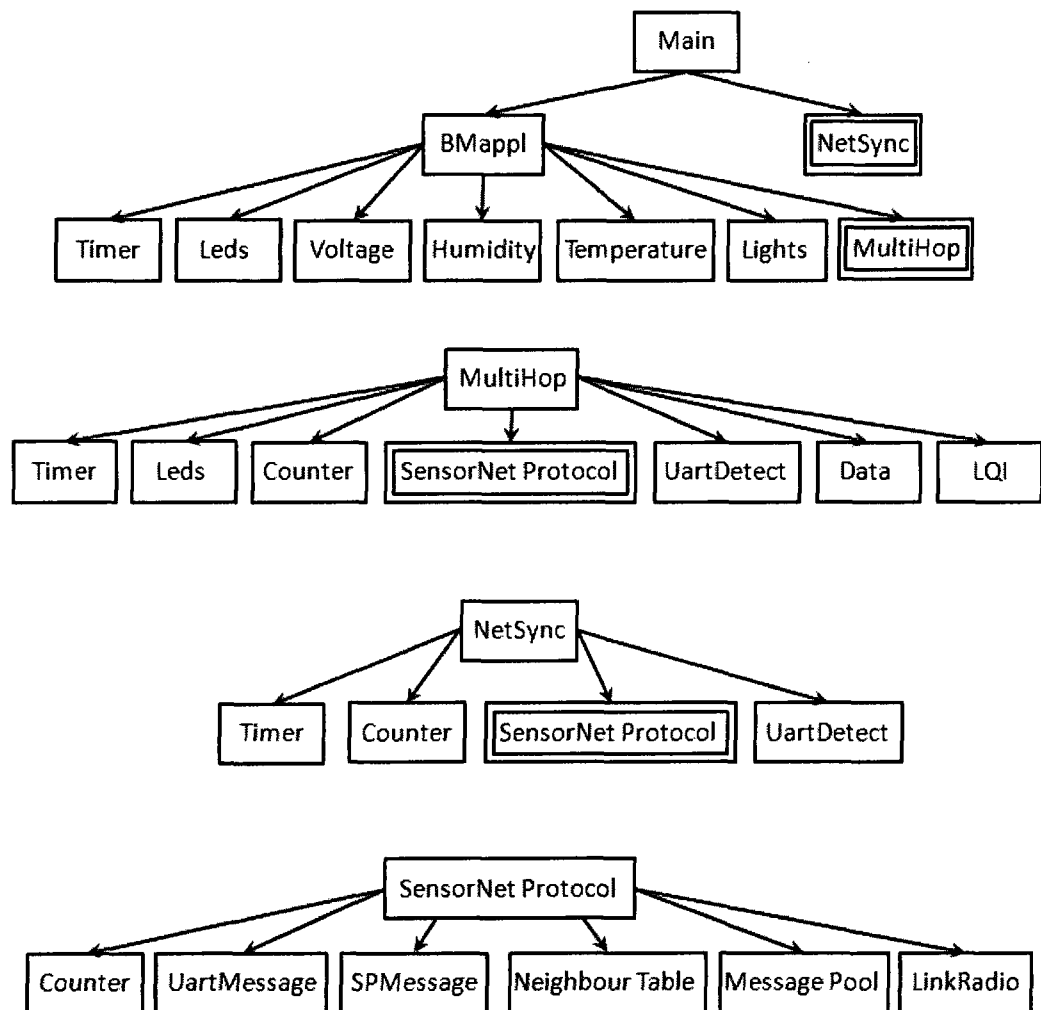 Main
BMappl
NetSync
Timer
Leds
Voltage
Humidity
Temperature
Lights
MultiHop
MultiHop
Timer
Leds
Counter
SensorNet Protocol
UartDetect
Data
LQI
NetSync
Timer
Counter
SensorNet Protocol
UartDetect
SensorNet Protocol
Counter
UartMessage
SPMessage
Neighbour Table
Message Pool
LinkRadio